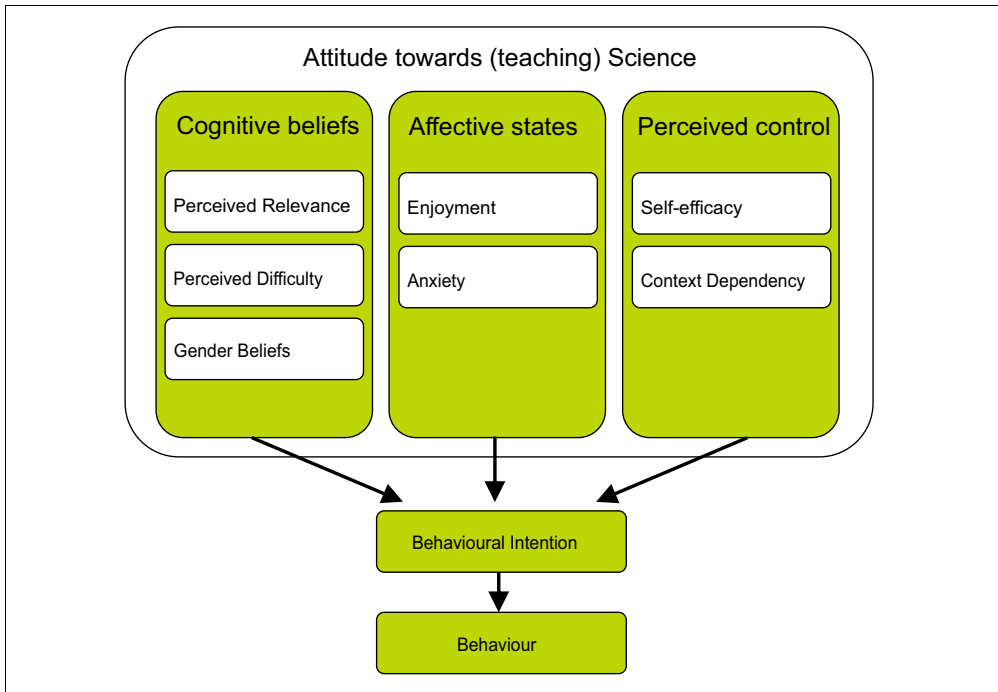 Attitude towards (teaching) Science
Cognitive beliefs
Perceived Relevance
Perceived Difficulty
Gender Beliefs
Affective states
Enjoyment
Anxiety
Perceived control
Self-efficacy
Context Dependency
Behavioural Intention
Behaviour